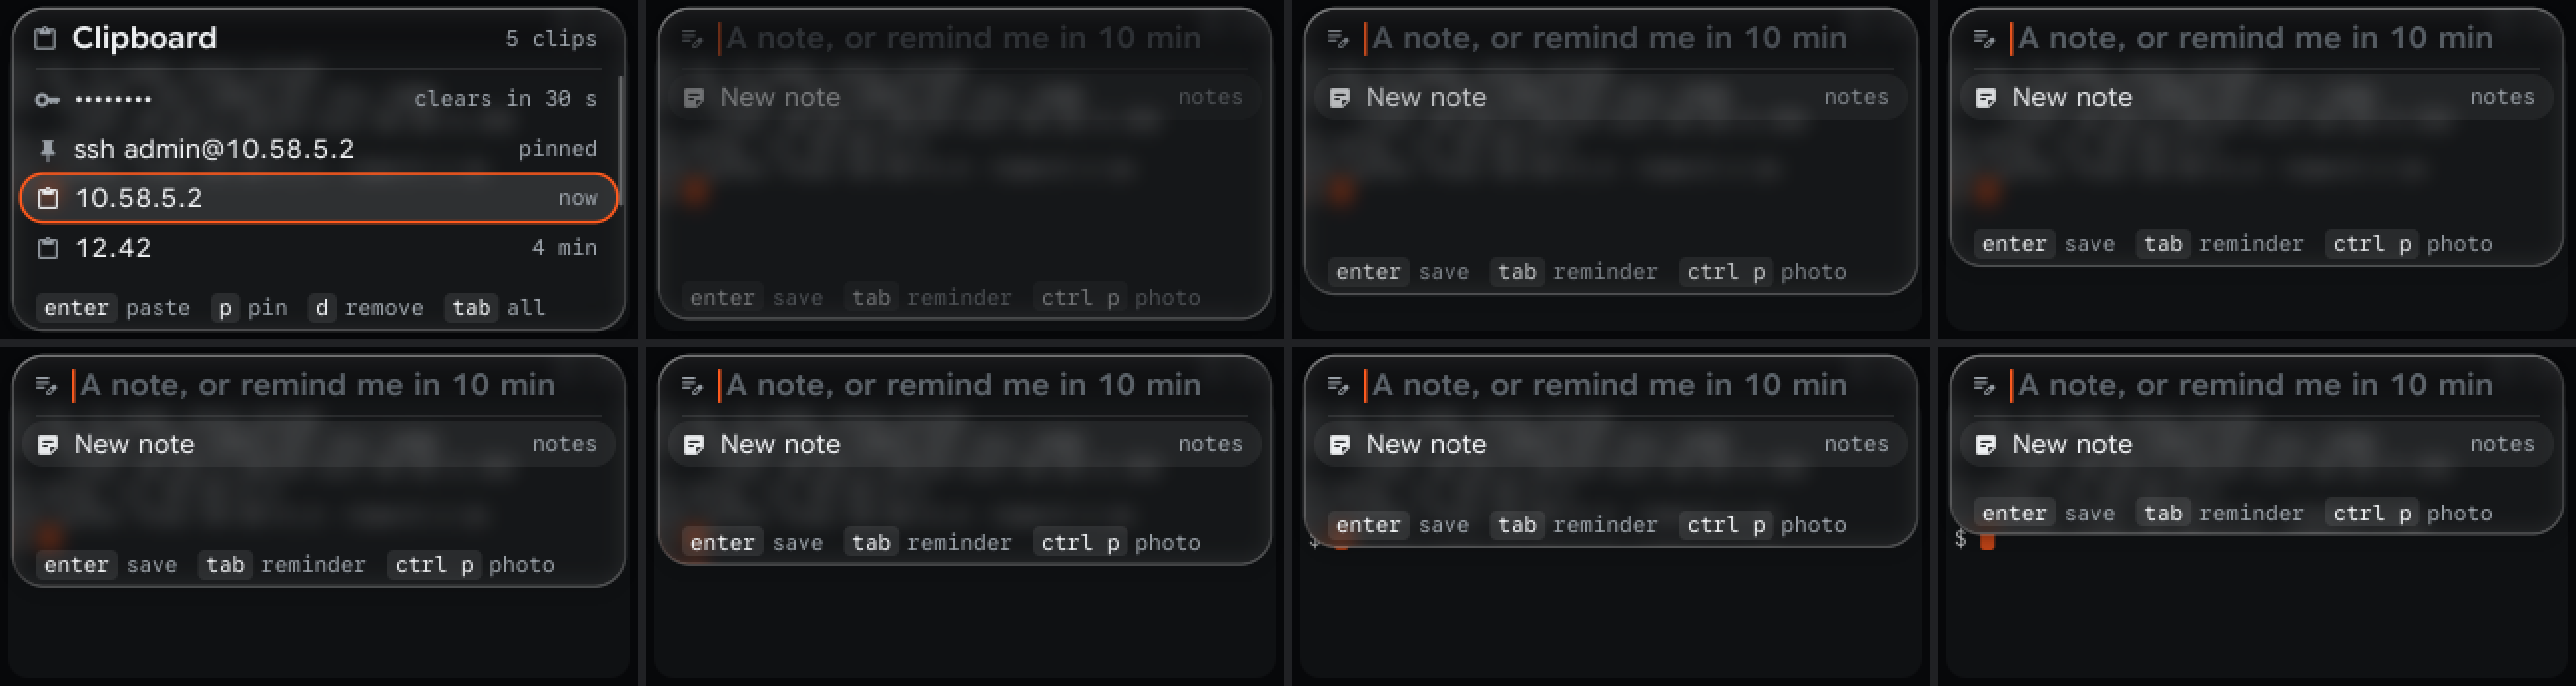 Clipboard 5 clips
•••••••• clears in 30 s
ssh admin@10.58.5.2 pinned
10.58.5.2 now
12.42 4 min
enter paste p pin d remove tab all
A note, or remind me in 10 min
New note notes
enter save tab reminder ctrl p photo
A note, or remind me in 10 min
New note notes
enter save tab reminder ctrl p photo
A note, or remind me in 10 min
New note notes
enter save tab reminder ctrl p photo
A note, or remind me in 10 min
New note notes
enter save tab reminder ctrl p photo
A note, or remind me in 10 min
New note notes
enter save tab reminder ctrl p photo
A note, or remind me in 10 min
New note notes
enter save tab reminder ctrl p photo
$
A note, or remind me in 10 min
New note notes
enter save tab reminder ctrl p photo
$